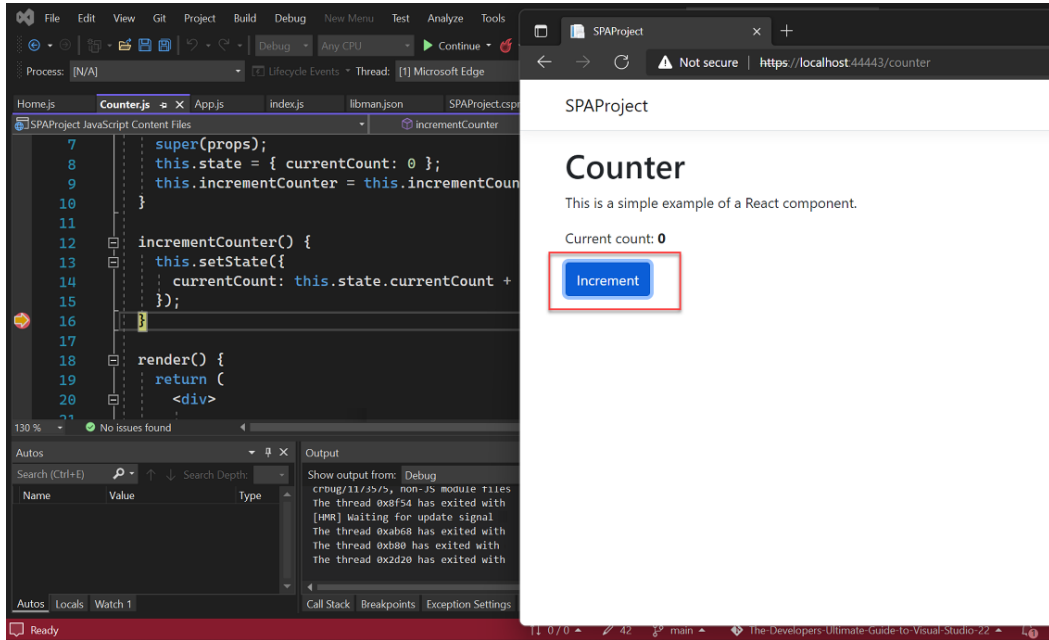 File Edit View Git Project Build Debug New Menu Test Analyze Tools
Debug Any CPU Continue
Process: [N/A] Lifecycle Events Thread: [1] Microsoft Edge
Home.js Counter.js App.js index.js libman.json SPAProject.cspr
SPAProject JavaScript Content Files incrementCounter
7 super(props);
8 this.state = { currentCount: 0 };
9 this.incrementCounter = this.incrementCoun
10 }
11
12 incrementCounter() {
13 this.setState({
14 currentCount: this.state.currentCount +
15 });
16 }
17
18 render() {
19 return (
20 <div>
21
130 % No issues found
Autos
Search (Ctrl+E) Search Depth:
Name Value Type
Autos Locals Watch 1
Output
Show output from: Debug
crbug/1173575, non-JS module files
The thread 0x8f54 has exited with
[HMR] Waiting for update signal
The thread 0xab68 has exited with
The thread 0xb80 has exited with
The thread 0x2d20 has exited with
Call Stack Breakpoints Exception Settings
Ready
SPAProject
Not secure https://localhost:44443/counter
SPAProject
Counter
This is a simple example of a React component.
Current count: 0
Increment
0 / 0 42 main The-Developers-Ultimate-Guide-to-Visual-Studio-22